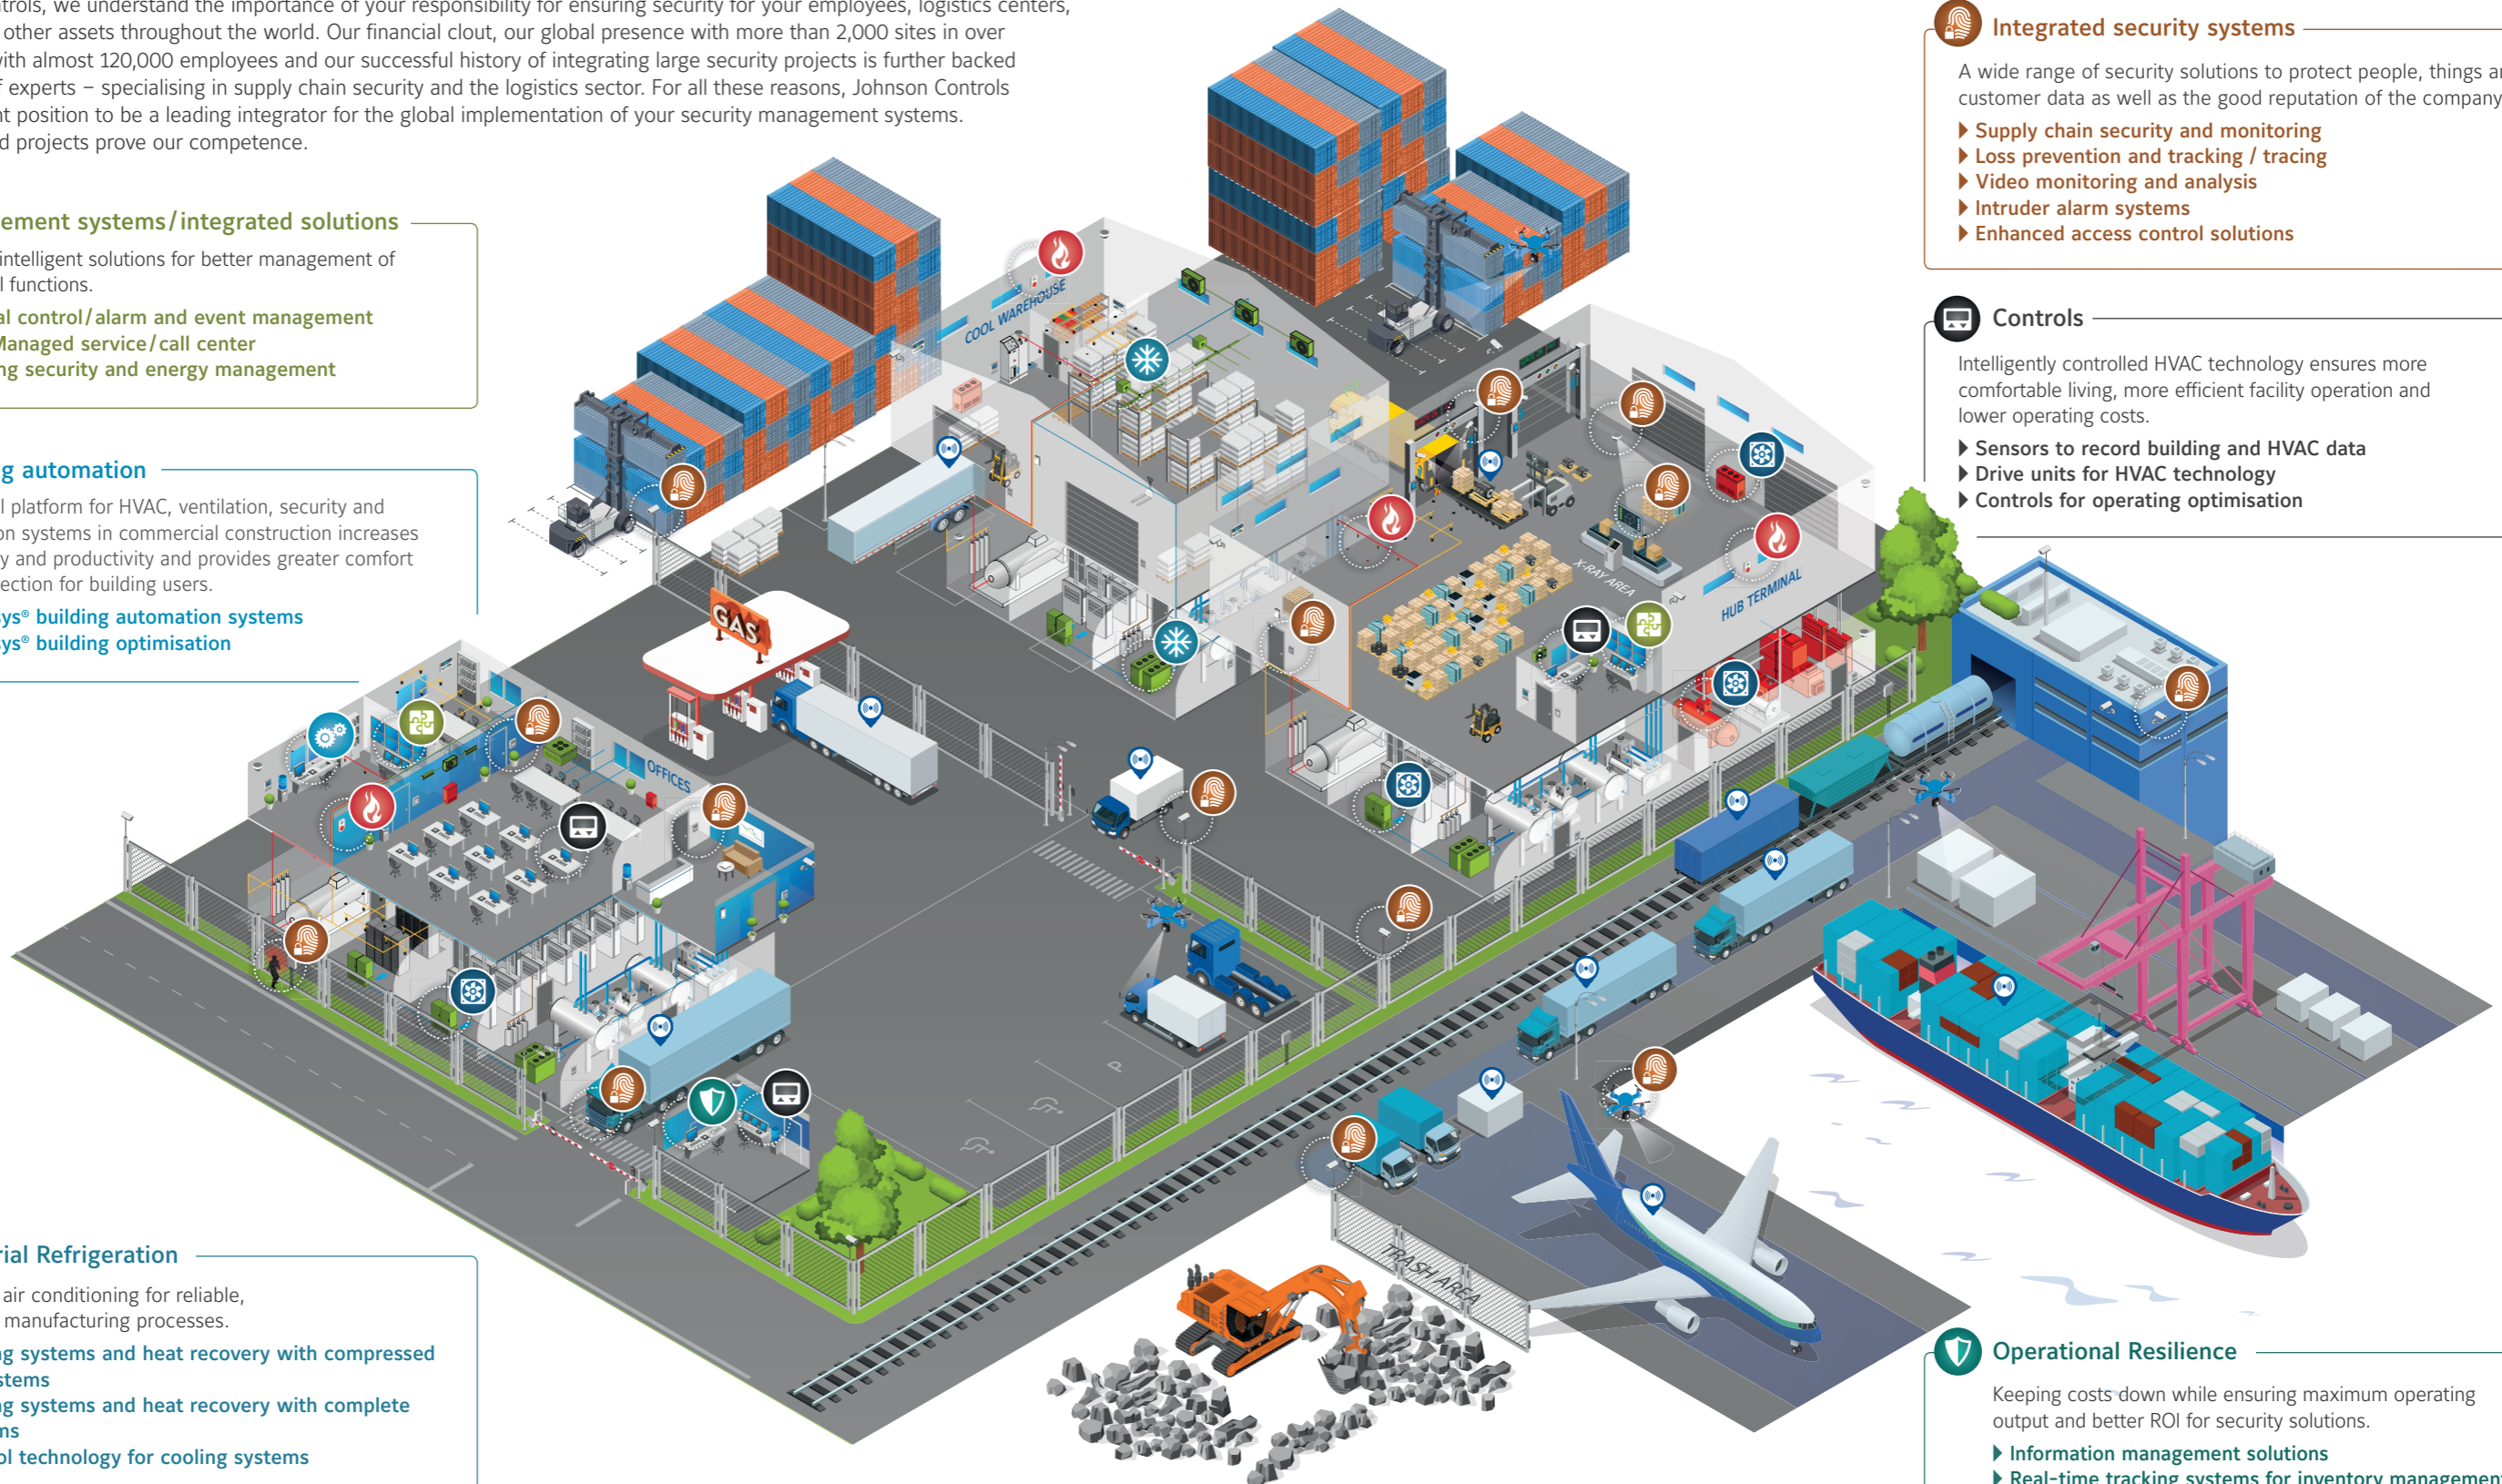 we understand the importance of your responsibility for ensuring security for your employees, logistics centers,
other assets throughout the world. Our financial clout, our global presence with more than 2,000 sites in over
with almost 120,000 employees and our successful history of integrating large security projects is further backed
experts – specialising in supply chain security and the logistics sector. For all these reasons, Johnson Controls
position to be a leading integrator for the global implementation of your security management systems.
projects prove our competence.
systems/integrated solutions
intelligent solutions for better management of
functions.
control/alarm and event management
Managed service/call center
security and energy management
automation
platform for HVAC, ventilation, security and
systems in commercial construction increases
and productivity and provides greater comfort
for building users.
building automation systems
building optimisation
Refrigeration
air conditioning for reliable,
manufacturing processes.
systems and heat recovery with compressed
systems and heat recovery with complete
technology for cooling systems
COOL WAREHOUSE
GAS
OFFICES
X-RAY AREA
HUB TERMINAL
P
TRASH AREA
Integrated security systems
A wide range of security solutions to protect people, things
customer data as well as the good reputation of the company
Supply chain security and monitoring
Loss prevention and tracking / tracing
Video monitoring and analysis
Intruder alarm systems
Enhanced access control solutions
Controls
Intelligently controlled HVAC technology ensures more
comfortable living, more efficient facility operation and
lower operating costs.
Sensors to record building and HVAC data
Drive units for HVAC technology
Controls for operating optimisation
Operational Resilience
Keeping costs down while ensuring maximum operating
output and better ROI for security solutions.
Information management solutions
Real-time tracking systems for inventory management